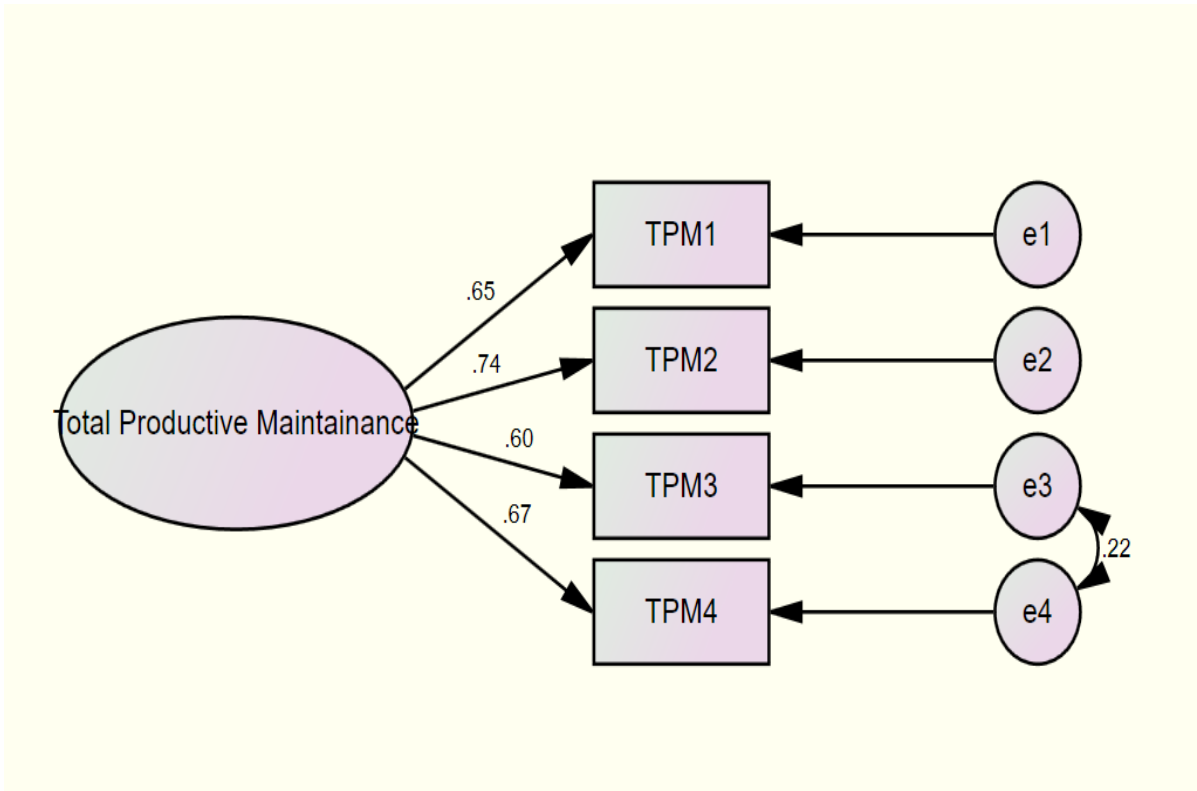 TPM1
e1
.65
TPM2
e2
.74
Total Productive Maintainance
.60
TPM3
e3
.67
.22
TPM4
e4